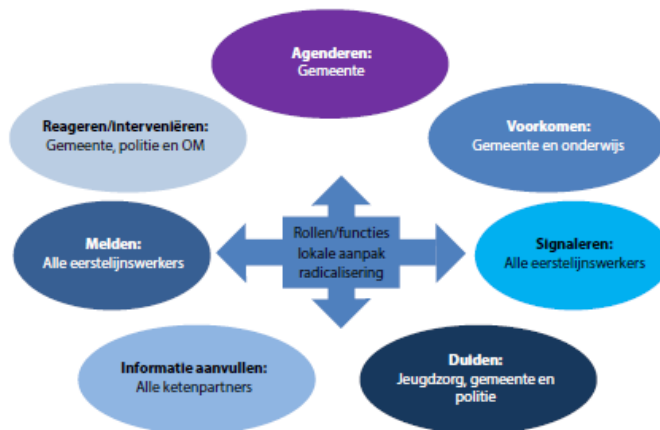 Agenderen:
Gemeente
Reageren/interveniëren:
Gemeente, politie en OM
Voorkomen:
Gemeente en onderwijs
Melden:
Alle eerstelijnswerkers
Rollen/functies
lokale aanpak
radicalisering
Signaleren:
Alle eerstelijnswerkers
Informatie aanvullen:
Alle ketenpartners
Duiden:
Jeugdzorg, gemeente en
politie